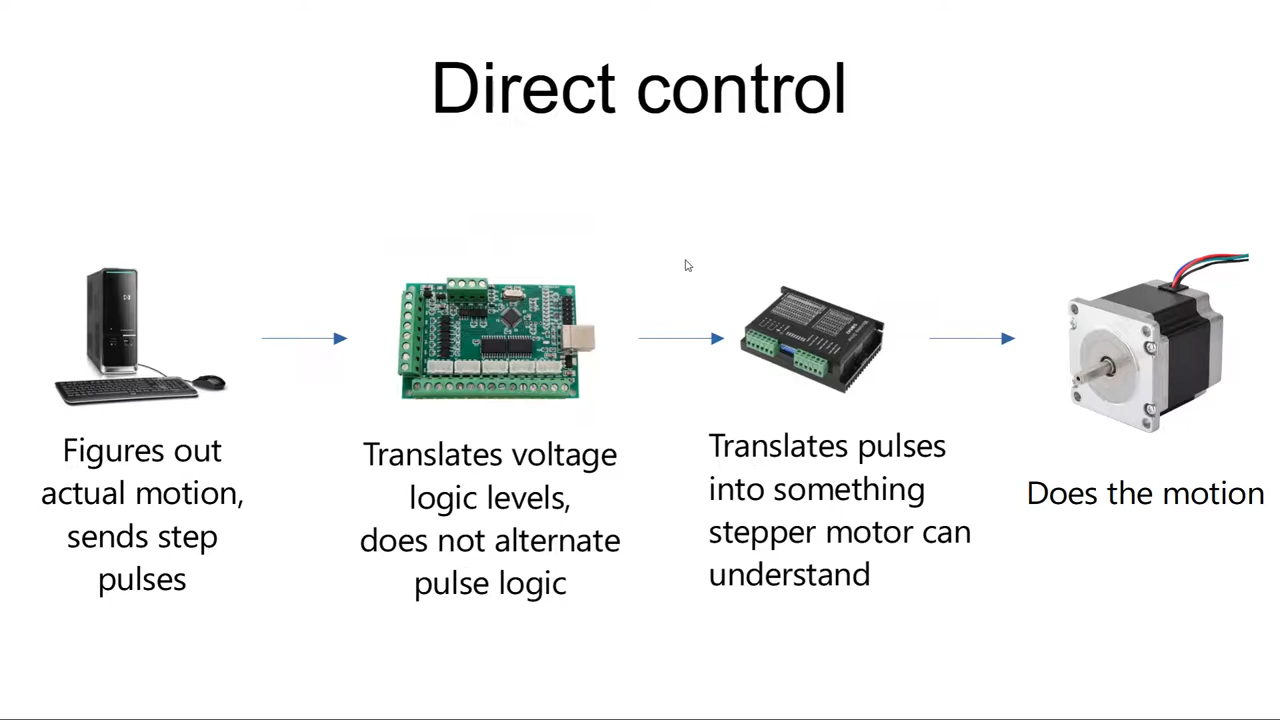 Direct control
Figures out
actual motion,
sends step
pulses
Translates voltage
logic levels,
does not alternate
pulse logic
Translates pulses
into something
stepper motor can
understand
Does the motion